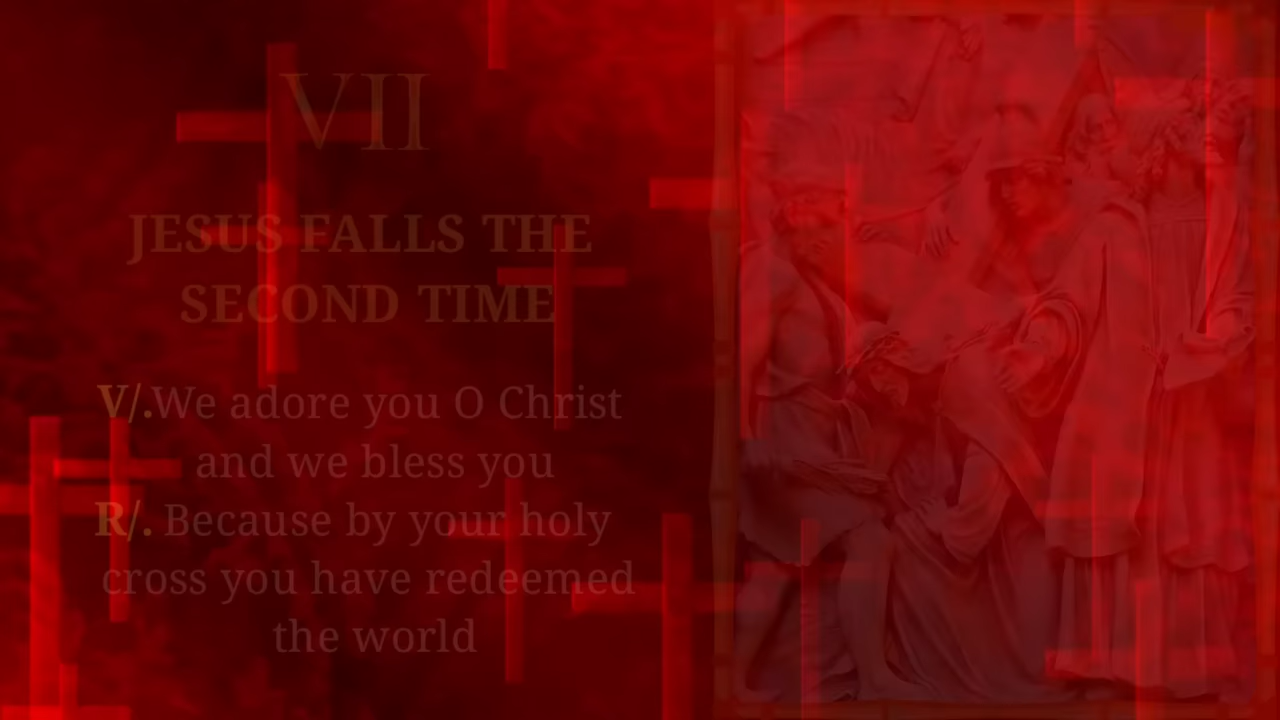 VII
JESUS FALLS THE
SECOND TIME
V/.We adore you O Christ
and we bless you
R/. Because by your holy
cross you have redeemed
the world